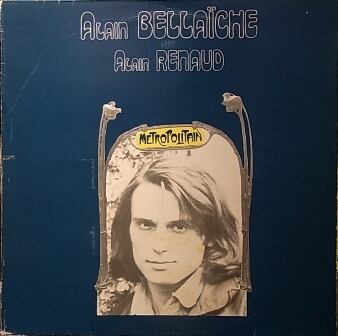 Alain BELLAÏCHE
avec
Alain RENAUD
METROPOLITAIN